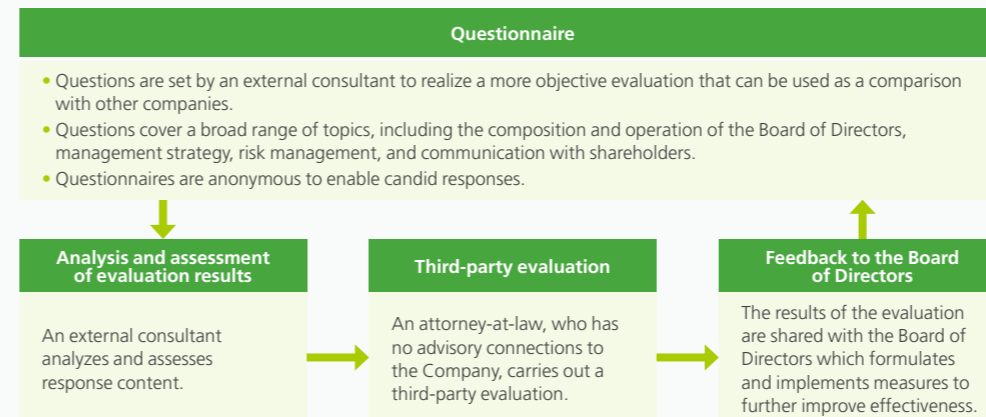 Questionnaire
• Questions are set by an external consultant to realize a more objective evaluation that can be used as a comparison
with other companies.
• Questions cover a broad range of topics, including the composition and operation of the Board of Directors,
management strategy, risk management, and communication with shareholders.
• Questionnaires are anonymous to enable candid responses.
Analysis and assessment
of evaluation results
An external consultant
analyzes and assesses
response content.
Third-party evaluation
An attorney-at-law, who has
no advisory connections to
the Company, carries out a
third-party evaluation.
Feedback to the Board
of Directors
The results of the evaluation
are shared with the Board of
Directors which formulates
and implements measures to
further improve effectiveness.